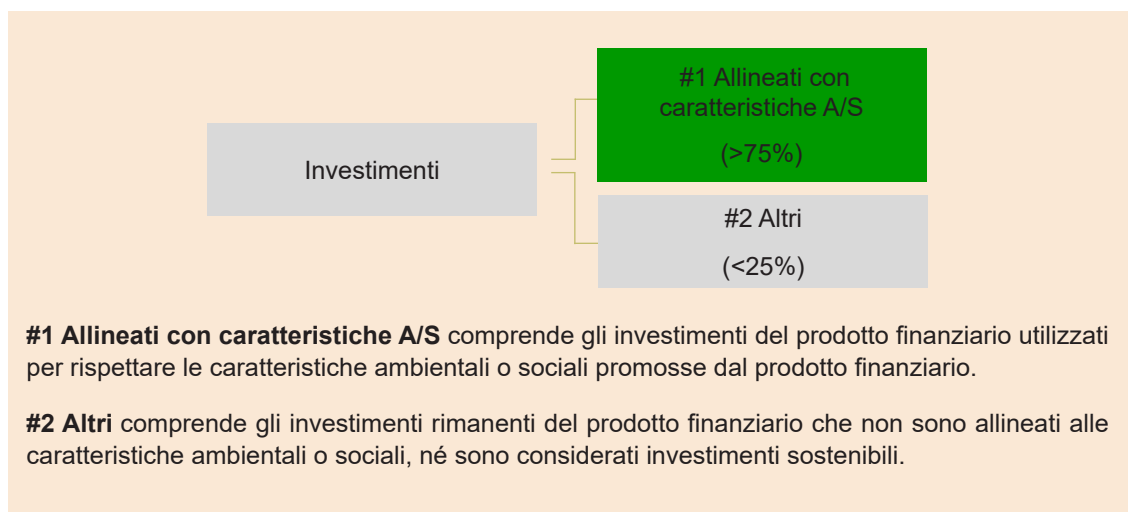 #1 Allineati con
caratteristiche A/S
(>75%)
Investimenti
#2 Altri
(<25%)
#1 Allineati con caratteristiche A/S comprende gli investimenti del prodotto finanziario utilizzati
per rispettare le caratteristiche ambientali o sociali promosse dal prodotto finanziario.
#2 Altri comprende gli investimenti rimanenti del prodotto finanziario che non sono allineati alle
caratteristiche ambientali o sociali, né sono considerati investimenti sostenibili.